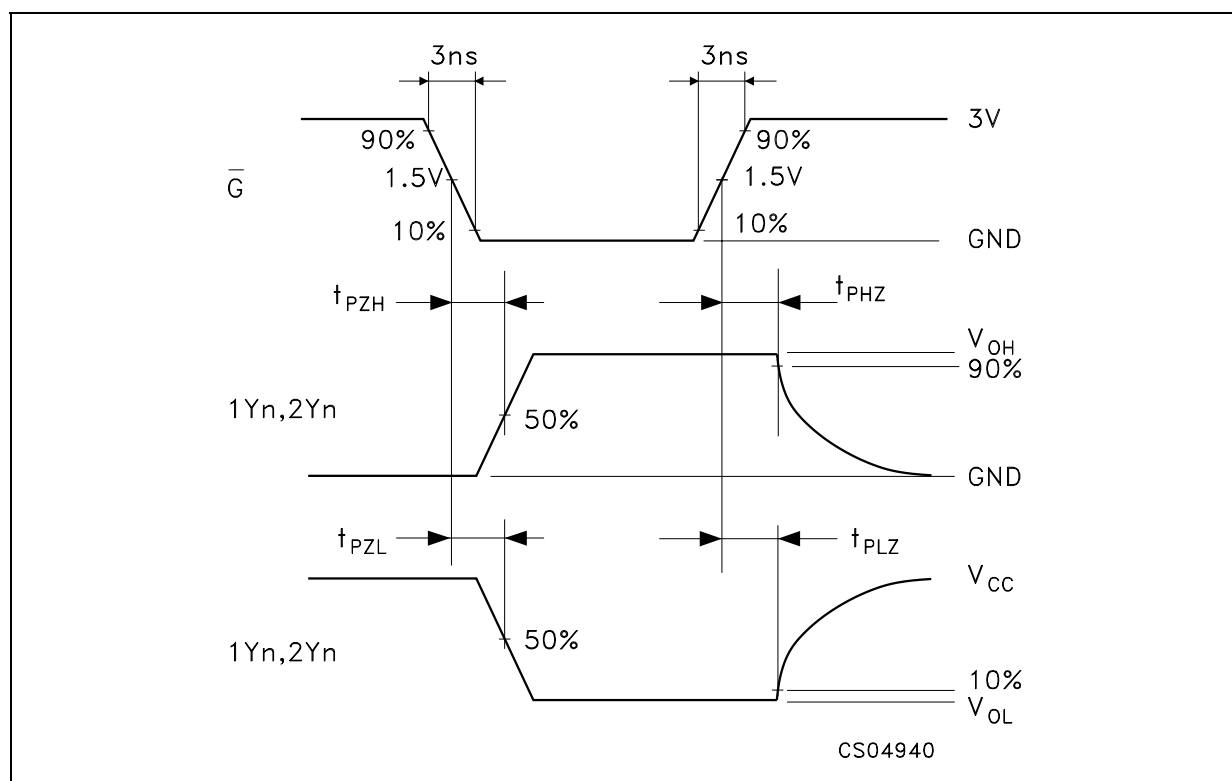 3ns 3ns
3V
90% 90%
G̅ 1.5V 1.5V
10% 10%
GND
tPZH tPHZ
VOH
90%
1Yn,2Yn 50%
GND
tPZL tPLZ
VCC
1Yn,2Yn 50%
10%
VOL
CS04940